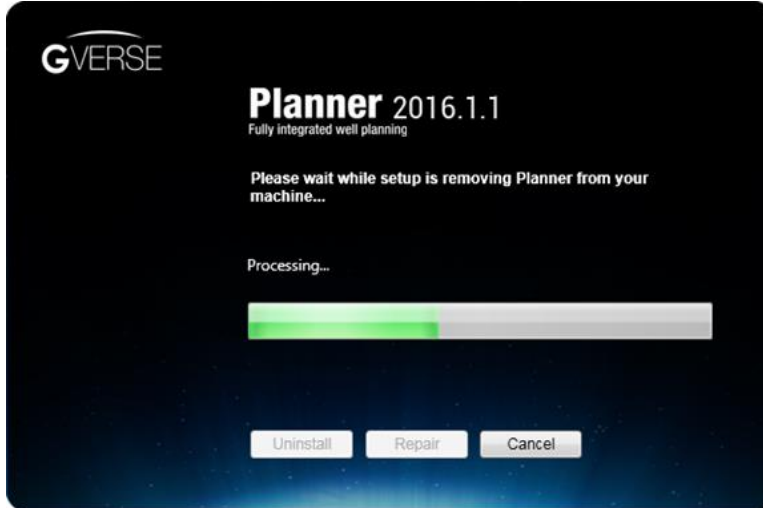 GVERSE
Planner 2016.1.1
Fully integrated well planning
Please wait while setup is removing Planner from your
machine...
Processing...
Uninstall Repair Cancel